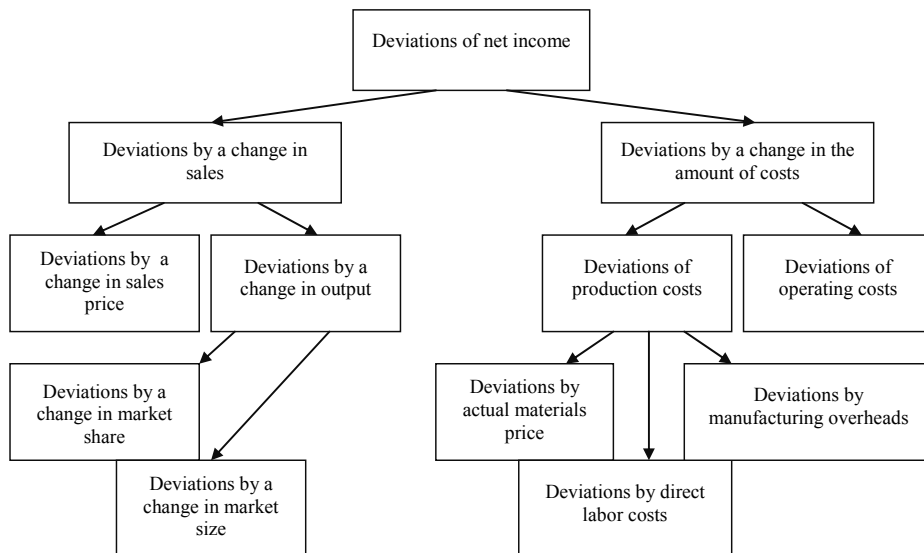 Deviations of net income
Deviations by a change in
sales
Deviations by a change in the
amount of costs
Deviations by  a
change in sales
price
Deviations by a
change in output
Deviations of
production costs
Deviations of
operating costs
Deviations by a
change in market
share
Deviations by a
change in market
size
Deviations by
actual materials
price
Deviations by direct
labor costs
Deviations by
manufacturing overheads